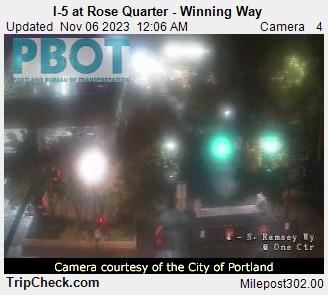 I-5 at Rose Quarter - Winning Way
Updated Nov 06 2023 12:06 AM Camera 4
PBOT
PORTLAND BUREAU OF TRANSPORTATION
4 - N. Ramsey Wy
@ One Ctr
Camera courtesy of the City of Portland
TripCheck.com Milepost302.00